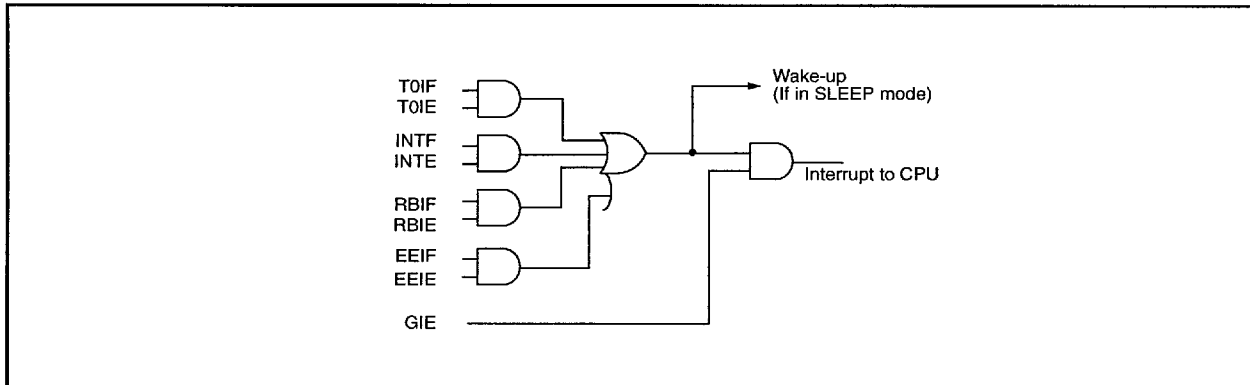 T0IF
T0IE
INTF
INTE
RBIF
RBIE
EEIF
EEIE
GIE
Wake-up
(If in SLEEP mode)
Interrupt to CPU